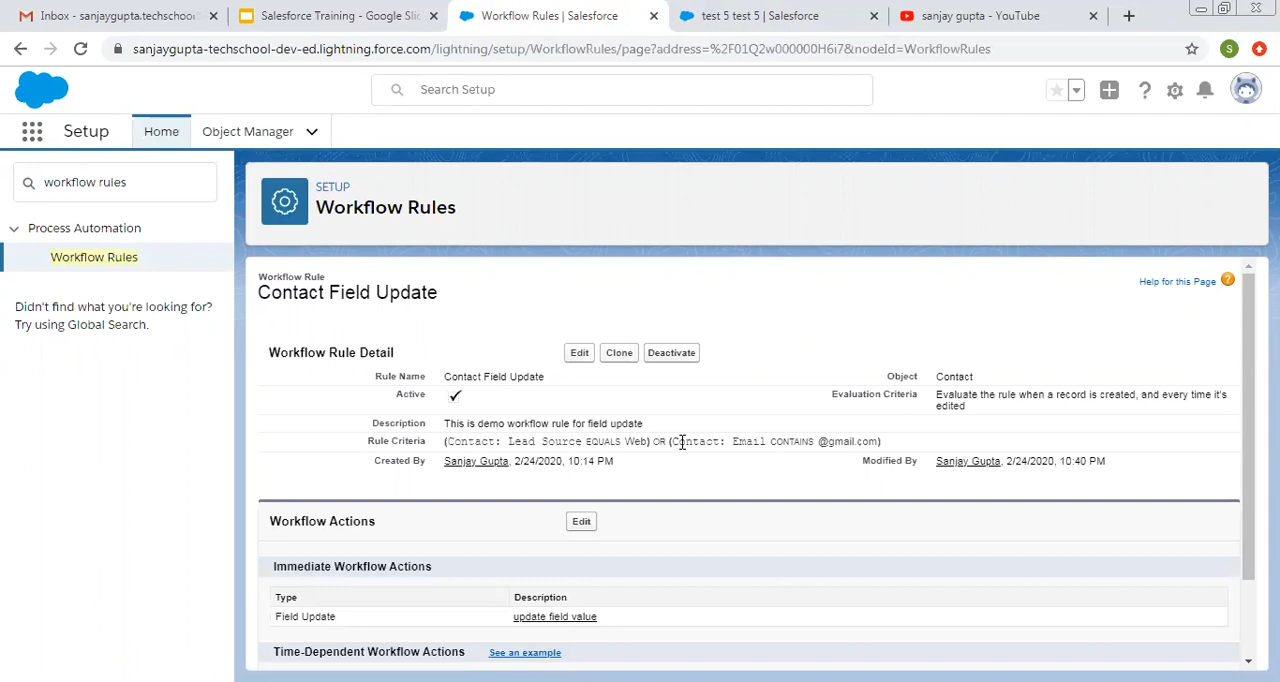 Inbox - sanjaygupta.techschool
Salesforce Training - Google Slid
Workflow Rules | Salesforce
test 5 test 5 | Salesforce
sanjay gupta - YouTube
sanjaygupta-techschool-dev-ed.lightning.force.com/lightning/setup/WorkflowRules/page?address=%2F01Q2w000000H6i7&nodeId=WorkflowRules
S
Search Setup
Setup
Home
Object Manager
workflow rules
Process Automation
Workflow Rules
Didn't find what you're looking for?
Try using Global Search.
SETUP
Workflow Rules
Workflow Rule
Contact Field Update
Help for this Page
Workflow Rule Detail
Edit
Clone
Deactivate
Rule Name
Contact Field Update
Object
Contact
Active
Evaluation Criteria
Evaluate the rule when a record is created, and every time it's
edited
Description
This is demo workflow rule for field update
Rule Criteria
(Contact: Lead Source EQUALS Web) OR (Contact: Email CONTAINS @gmail.com)
Created By
Sanjay Gupta, 2/24/2020, 10:14 PM
Modified By
Sanjay Gupta, 2/24/2020, 10:40 PM
Workflow Actions
Edit
Immediate Workflow Actions
Type
Description
Field Update
update field value
Time-Dependent Workflow Actions
See an example